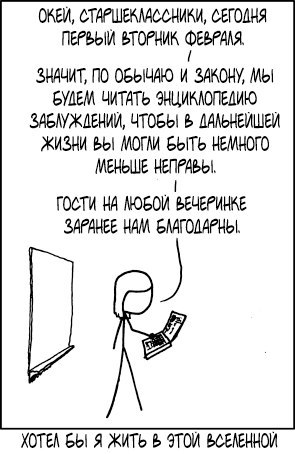 ОКЕЙ, СТАРШЕКЛАССНИКИ, СЕГОДНЯ
ПЕРВЫЙ ВТОРНИК ФЕВРАЛЯ.
ЗНАЧИТ, ПО ОБЫЧАЮ И ЗАКОНУ, МЫ
БУДЕМ ЧИТАТЬ ЭНЦИКЛОПЕДИЮ
ЗАБЛУЖДЕНИЙ, ЧТОБЫ В ДАЛЬНЕЙШЕЙ
ЖИЗНИ ВЫ МОГЛИ БЫТЬ НЕМНОГО
МЕНЬШЕ НЕПРАВЫ.
ГОСТИ НА ЛЮБОЙ ВЕЧЕРИНКЕ
ЗАРАНЕЕ НАМ БЛАГОДАРНЫ.
ХОТЕЛ БЫ Я ЖИТЬ В ЭТОЙ ВСЕЛЕННОЙ